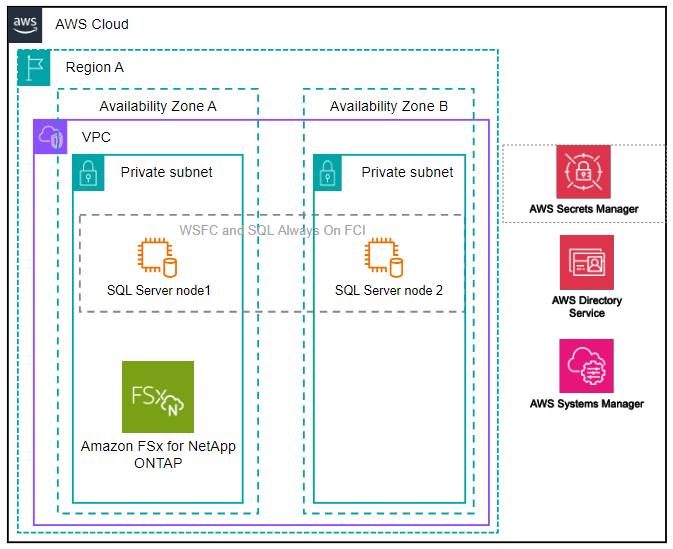 aws
AWS Cloud
Region A
Availability Zone A
Availability Zone B
VPC
Private subnet
Private subnet
WSFC and SQL Always On FCI
SQL Server node1
SQL Server node 2
FSx
N
Amazon FSx for NetApp
ONTAP
AWS Secrets Manager
AWS Directory
Service
AWS Systems Manager